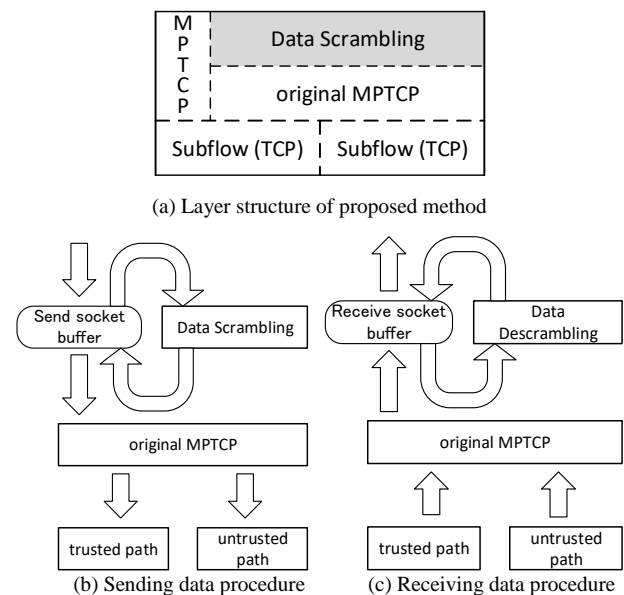 MPTCP
Data Scrambling
original MPTCP
Subflow (TCP)
Subflow (TCP)
(a) Layer structure of proposed method
Send socket
buffer
Data Scrambling
original MPTCP
trusted path
untrusted
path
(b) Sending data procedure
Receive socket
buffer
Data
Descrambling
original MPTCP
trusted path
untrusted
path
(c) Receiving data procedure